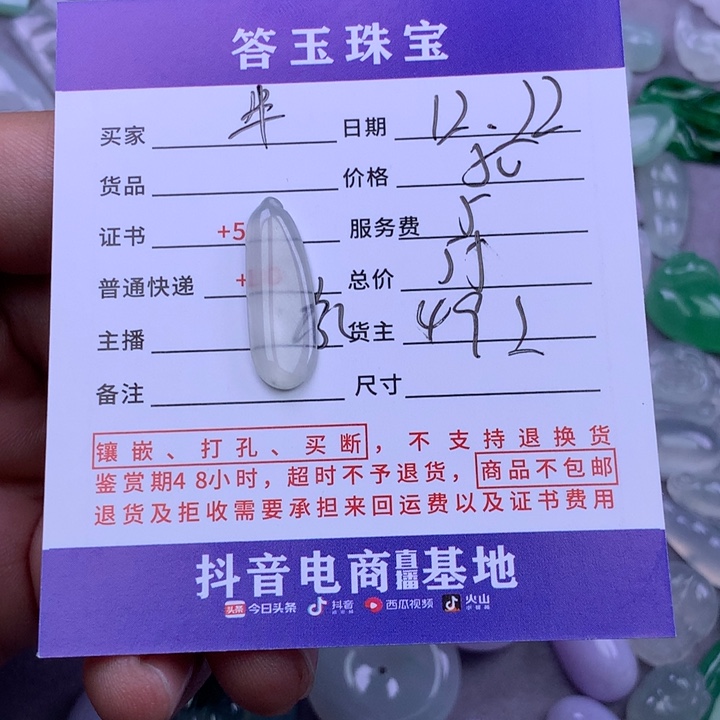 答玉珠宝
买家 日期 12.22
货品 价格 50
证书 +5 服务费 5
普通快递 + 总价 55
主播 货主 49
备注 尺寸
镶嵌、打孔、买断，不支持退换货
鉴赏期48小时，超时不予退货，商品不包邮
退货及拒收需要承担来回运费以及证书费用
抖音电商直播基地
头条 今日头条 抖音 西瓜视频 火山